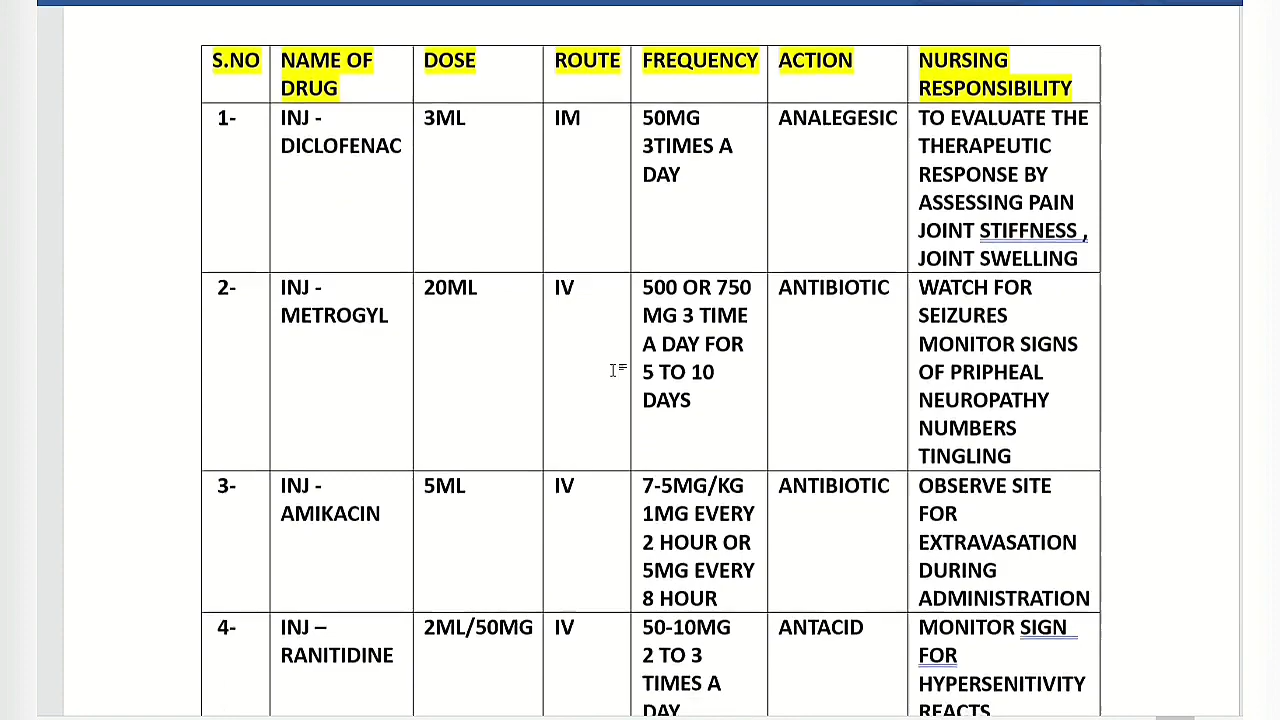 S.NO NAME OF DRUG DOSE ROUTE FREQUENCY ACTION NURSING RESPONSIBILITY
1-
INJ -
DICLOFENAC
3ML
IM
50MG
3TIMES A
DAY
ANALEGESIC
TO EVALUATE THE
THERAPEUTIC
RESPONSE BY
ASSESSING PAIN
JOINT STIFFNESS ,
JOINT SWELLING
2-
INJ -
METROGYL
20ML
IV
500 OR 750
MG 3 TIME
A DAY FOR
5 TO 10
DAYS
ANTIBIOTIC
WATCH FOR
SEIZURES
MONITOR SIGNS
OF PRIPHEAL
NEUROPATHY
NUMBERS
TINGLING
3-
INJ -
AMIKACIN
5ML
IV
7-5MG/KG
1MG EVERY
2 HOUR OR
5MG EVERY
8 HOUR
ANTIBIOTIC
OBSERVE SITE
FOR
EXTRAVASATION
DURING
ADMINISTRATION
4-
INJ –
RANITIDINE
2ML/50MG
IV
50-10MG
2 TO 3
TIMES A
DAY
ANTACID
MONITOR SIGN
FOR
HYPERSENITIVITY
REACTS